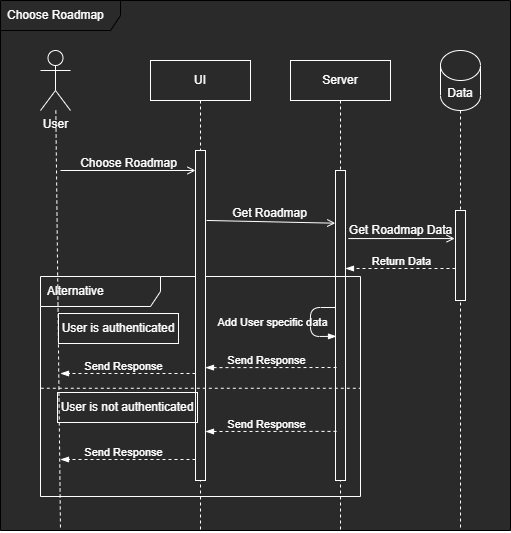 Choose Roadmap
UI
Server
Data
User
Choose Roadmap
Get Roadmap
Get Roadmap Data
Return Data
Alternative
User is authenticated
Add User specific data
Send Response
Send Response
User is not authenticated
Send Response
Send Response